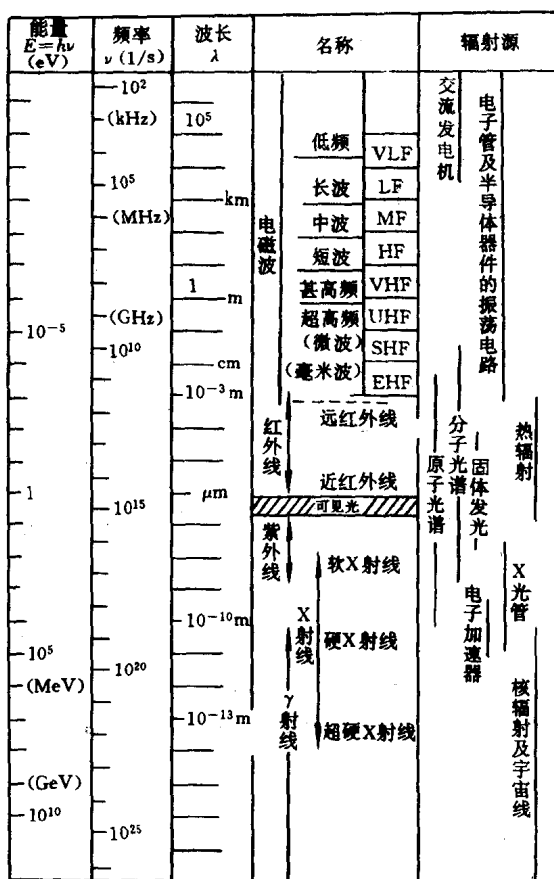 能量
E=hν
(eV)
频率
ν (1/s)
波长
λ
名称
辐射源
10²
(kHz)
10⁵
(MHz)
(GHz)
10¹⁰
10¹⁵
10²⁰
10²⁵
10⁻⁵
1
10⁵
(MeV)
(GeV)
10¹⁰
10⁵
km
1
m
cm
10⁻³m
μm
10⁻¹⁰m
10⁻¹³m
电磁波
低频
VLF
长波
LF
中波
MF
短波
HF
甚高频
VHF
超高频
UHF
(微波)
SHF
(毫米波)
EHF
红外线
远红外线
近红外线
可见光
紫外线
软X射线
X射线
硬X射线
γ射线
超硬X射线
交流发电机
电子管及半导体器件的振荡电路
原子光谱
分子光谱
固体发光
热辐射
电子加速器
X光管
核辐射及宇宙线